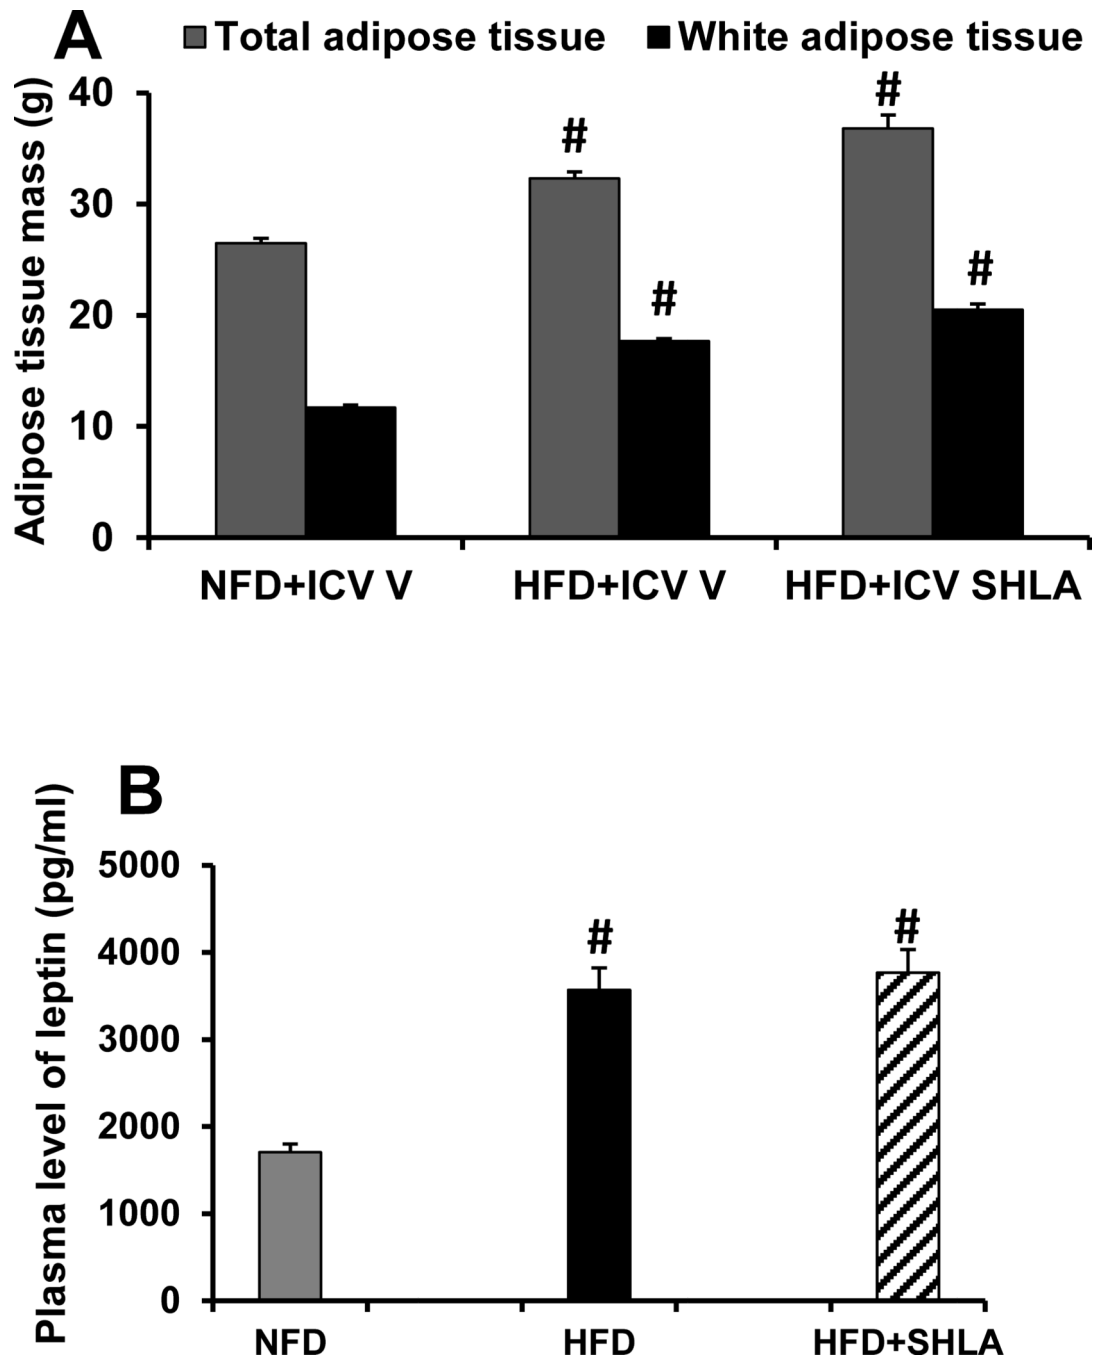 A
Total adipose tissue
White adipose tissue
Adipose tissue mass (g)
40
30
20
10
0
#
#
#
#
NFD+ICV V
HFD+ICV V
HFD+ICV SHLA
B
Plasma level of leptin (pg/ml)
5000
4000
3000
2000
1000
0
#
#
NFD
HFD
HFD+SHLA